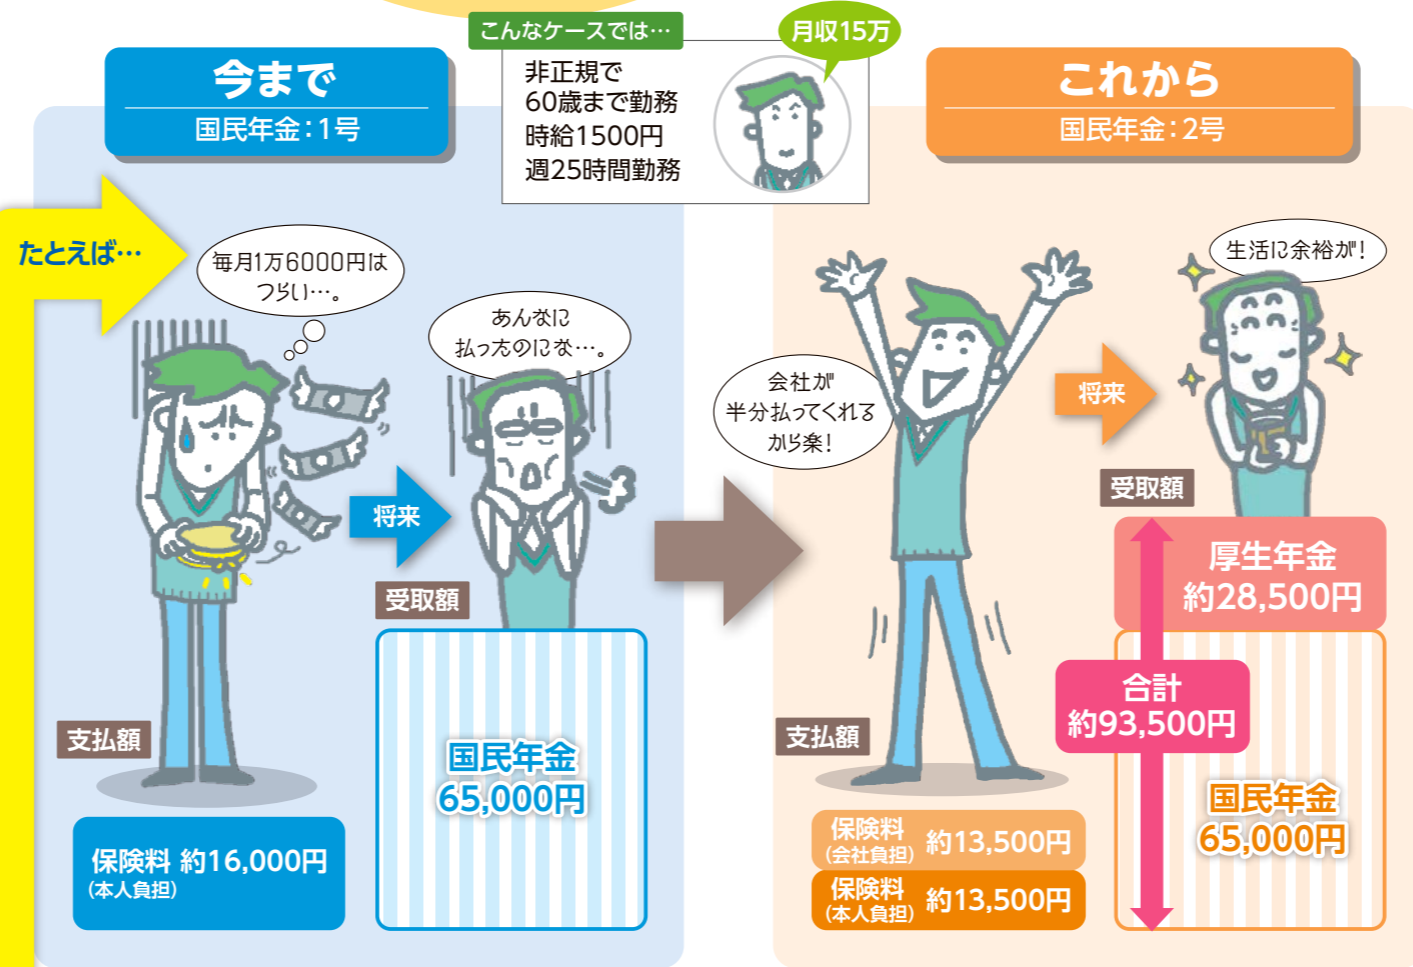 こんなケースでは…
月収15万
非正規で
60歳まで勤務
時給1500円
週25時間勤務
今まで
国民年金：1号
たとえば…
毎月1万6000円は
つらい…。
あんなに
払ったのにな…。
将来
受取額
支払額
国民年金
65,000円
保険料 約16,000円
(本人負担)
これから
国民年金：2号
会社が
半分払ってくれる
から楽！
将来
生活に余裕が！
受取額
厚生年金
約28,500円
合計
約93,500円
支払額
国民年金
65,000円
保険料
(会社負担) 約13,500円
保険料
(本人負担) 約13,500円